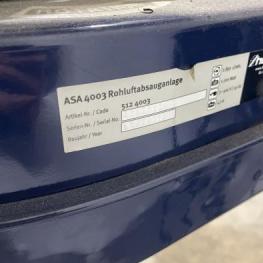 ASA 4003 Rohluftabsauganlage
Artikel-Nr. / Code 512 4003
Serien-Nr. / Serial No.
Baujahr / Year